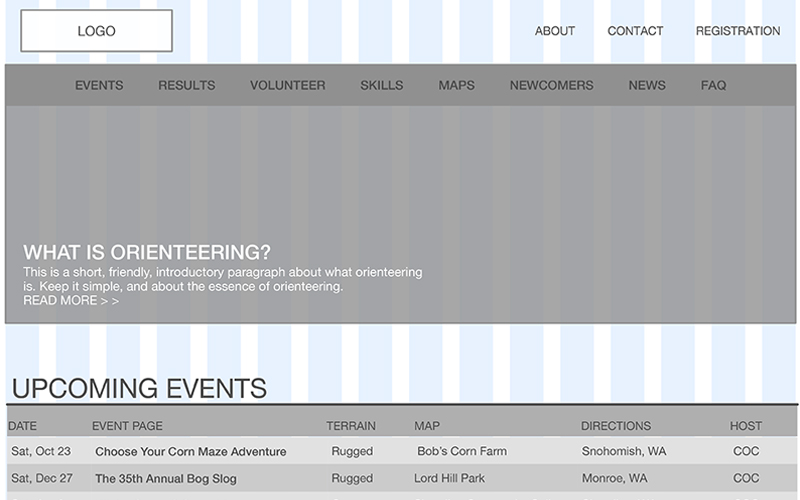 LOGO
ABOUT CONTACT REGISTRATION
EVENTS RESULTS VOLUNTEER SKILLS MAPS NEWCOMERS NEWS FAQ
WHAT IS ORIENTEERING?
This is a short, friendly, introductory paragraph about what orienteering
is. Keep it simple, and about the essence of orienteering.
READ MORE > >
UPCOMING EVENTS
DATE EVENT PAGE TERRAIN MAP DIRECTIONS HOST
Sat, Oct 23 Choose Your Corn Maze Adventure Rugged Bob's Corn Farm Snohomish, WA COC
Sat, Dec 27 The 35th Annual Bog Slog Rugged Lord Hill Park Monroe, WA COC